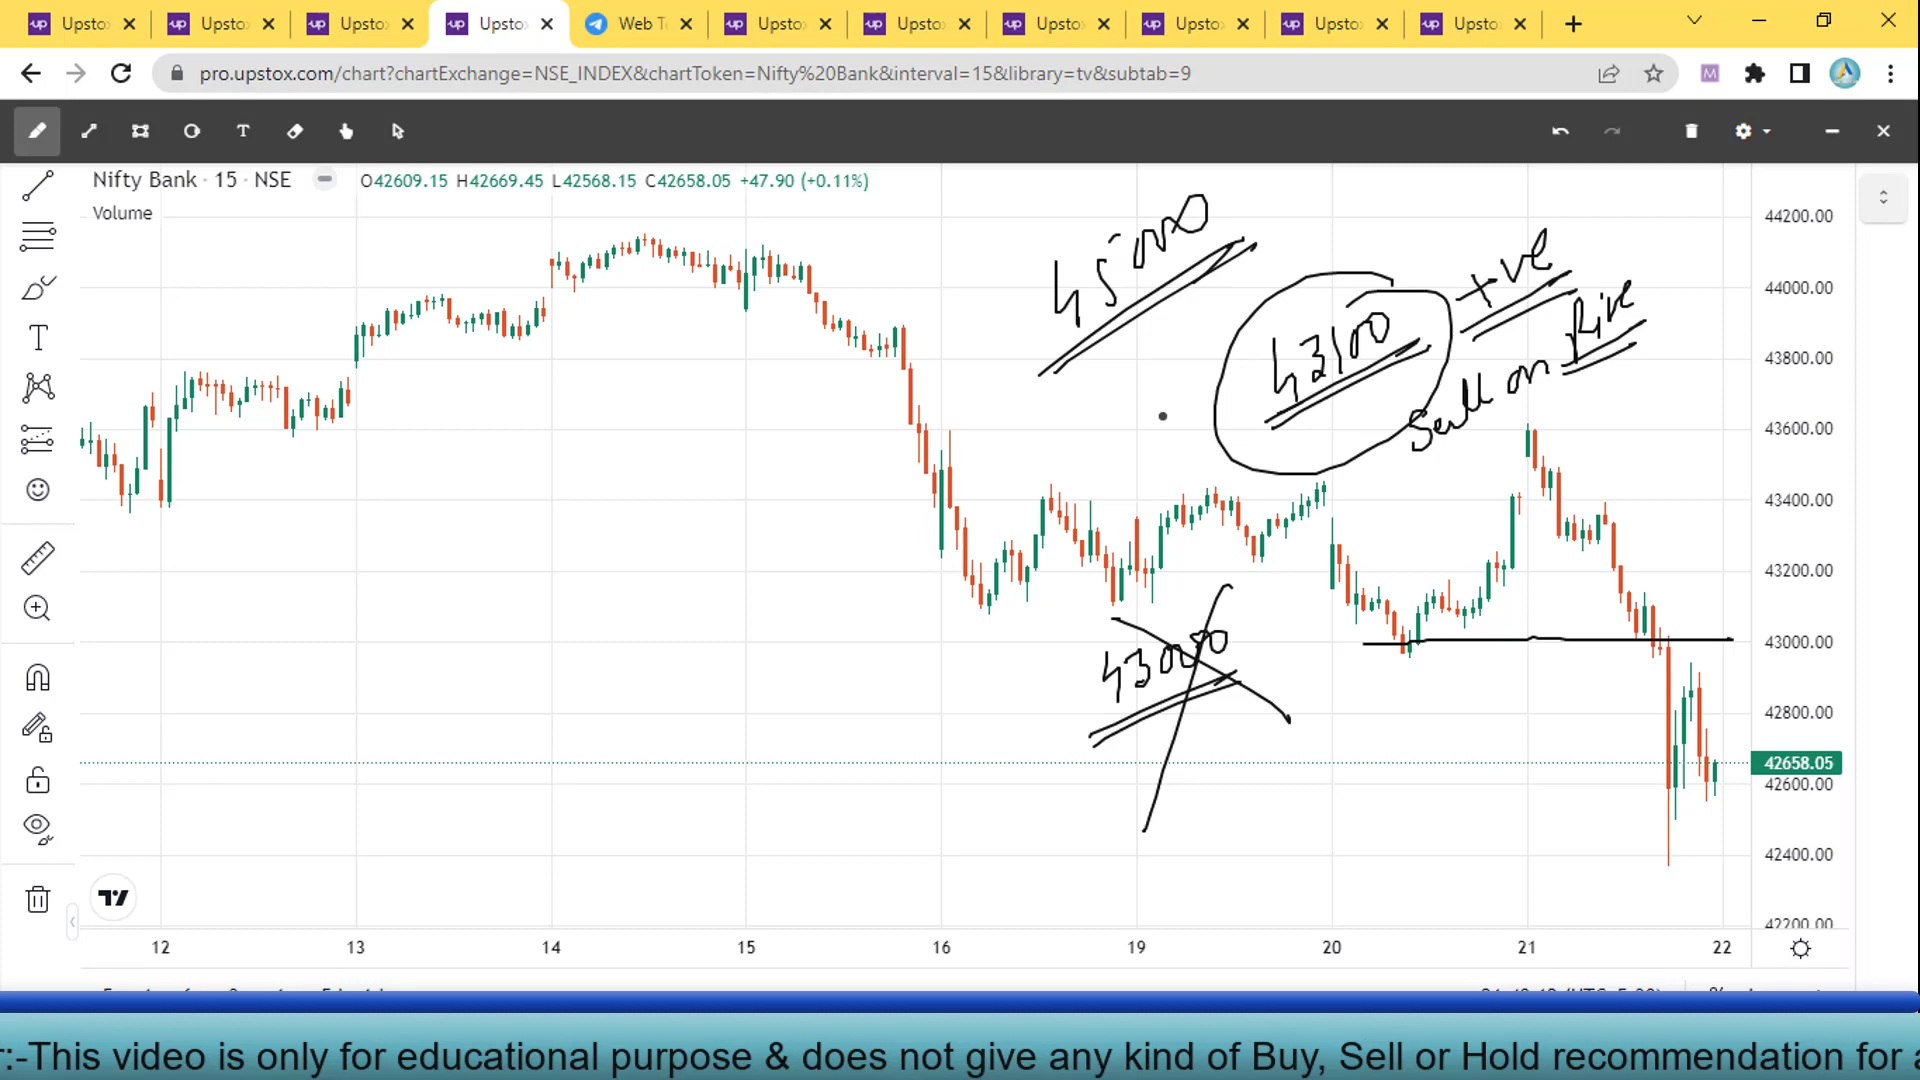 Upsto Upsto Upsto Upsto Web T Upsto Upsto Upsto Upsto Upsto Upsto
pro.upstox.com/chart?chartExchange=NSE_INDEX&chartToken=Nifty%20Bank&interval=15&library=tv&subtab=9
M
T
Nifty Bank · 15 · NSE O42609.15 H42669.45 L42568.15 C42658.05 +47.90 (+0.11%)
Volume
44200.00
44000.00
43800.00
43600.00
43400.00
43200.00
43000.00
42800.00
42658.05
42600.00
42400.00
42200.00
45000
+ve
43100
Sell on Rise
43000
12 13 14 15 16 19 20 21 22
r:-This video is only for educational purpose & does not give any kind of Buy, Sell or Hold recommendation for a